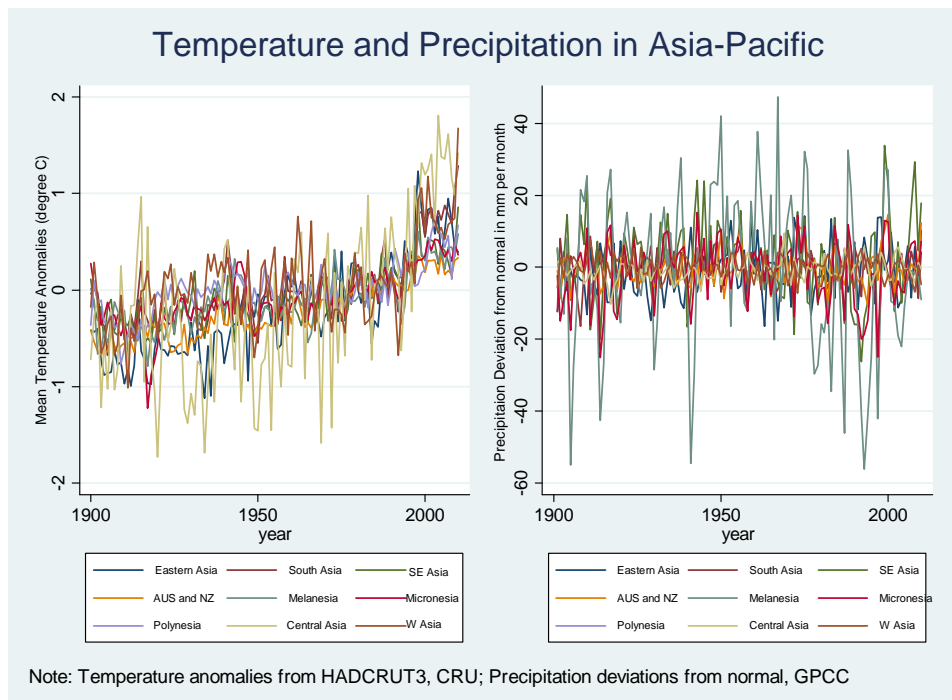 Temperature and Precipitation in Asia-Pacific
Mean Temperature Anomalies (degree C)
2
1
0
-1
-2
1900
1950
2000
year
Eastern Asia
South Asia
SE Asia
AUS and NZ
Melanesia
Micronesia
Polynesia
Central Asia
W Asia
Precipitaion Deviation from normal in mm per month
40
20
0
-20
-40
-60
1901
1950
2000
year
Eastern Asia
South Asia
SE Asia
AUS and NZ
Melanesia
Micronesia
Polynesia
Central Asia
W Asia
Note: Temperature anomalies from HADCRUT3, CRU; Precipitation deviations from normal, GPCC